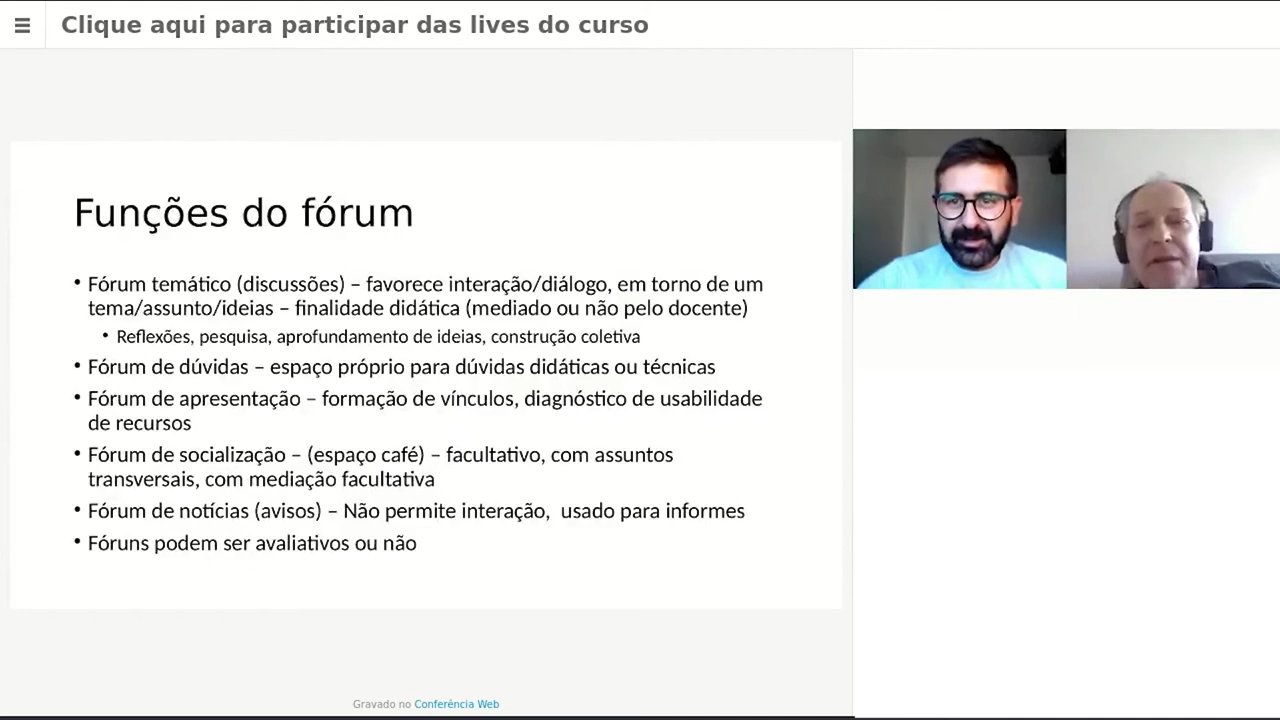 Clique aqui para participar das lives do curso
Funções do fórum
• Fórum temático (discussões) – favorece interação/diálogo, em torno de um
tema/assunto/ideias – finalidade didática (mediado ou não pelo docente)
• Reflexões, pesquisa, aprofundamento de ideias, construção coletiva
• Fórum de dúvidas – espaço próprio para dúvidas didáticas ou técnicas
• Fórum de apresentação – formação de vínculos, diagnóstico de usabilidade
de recursos
• Fórum de socialização – (espaço café) – facultativo, com assuntos
transversais, com mediação facultativa
• Fórum de notícias (avisos) – Não permite interação,  usado para informes
• Fóruns podem ser avaliativos ou não
Gravado no Conferência Web